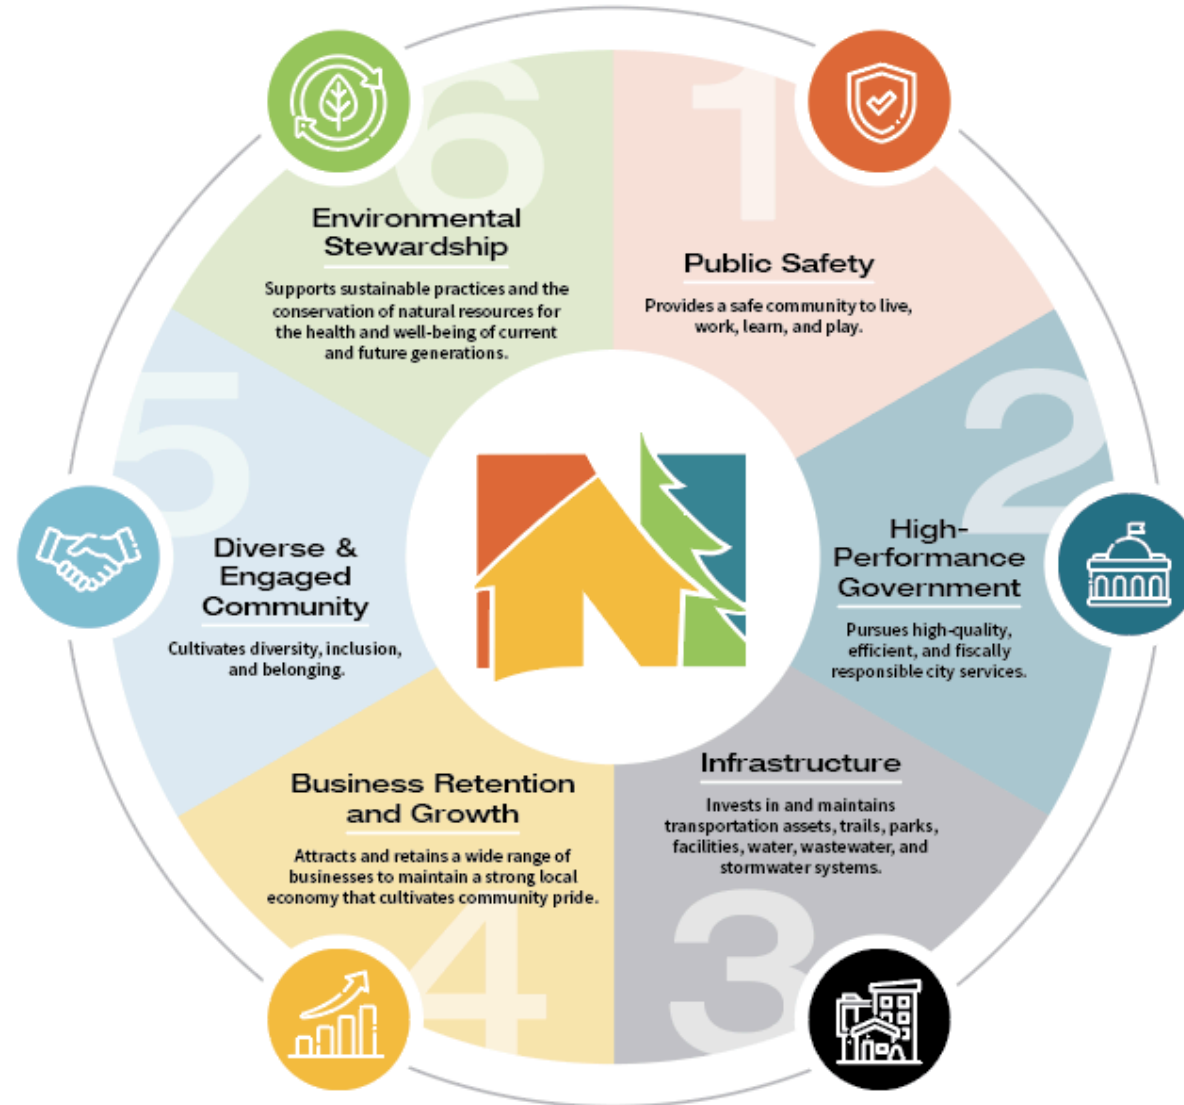 1
Public Safety
Provides a safe community to live,
work, learn, and play.
2
High-
Performance
Government
Pursues high-quality,
efficient, and fiscally
responsible city services.
3
Infrastructure
Invests in and maintains
transportation assets, trails, parks,
facilities, water, wastewater, and
stormwater systems.
4
Business Retention
and Growth
Attracts and retains a wide range of
businesses to maintain a strong local
economy that cultivates community pride.
5
Diverse &
Engaged
Community
Cultivates diversity, inclusion,
and belonging.
6
Environmental
Stewardship
Supports sustainable practices and the
conservation of natural resources for
the health and well-being of current
and future generations.